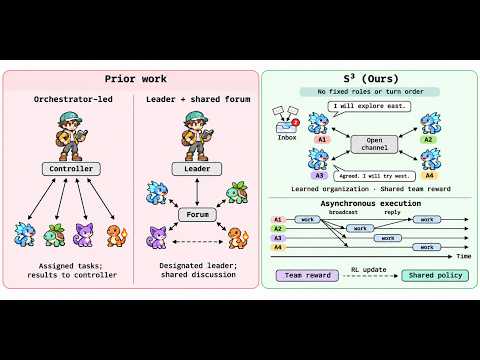 Prior work
Orchestrator-led
Controller
Assigned tasks;
results to controller
Leader + shared forum
Leader
Forum
Designated leader;
shared discussion
S³ (Ours)
No fixed roles or turn order
I will explore east.
2
Inbox
A1
Open
channel
A2
Agreed. I will try west.
A3
A4
Learned organization · Shared team reward
Asynchronous execution
broadcast
reply
A1
work
work
A2
work
A3
work
A4
work
Time
Team reward
RL update
Shared policy